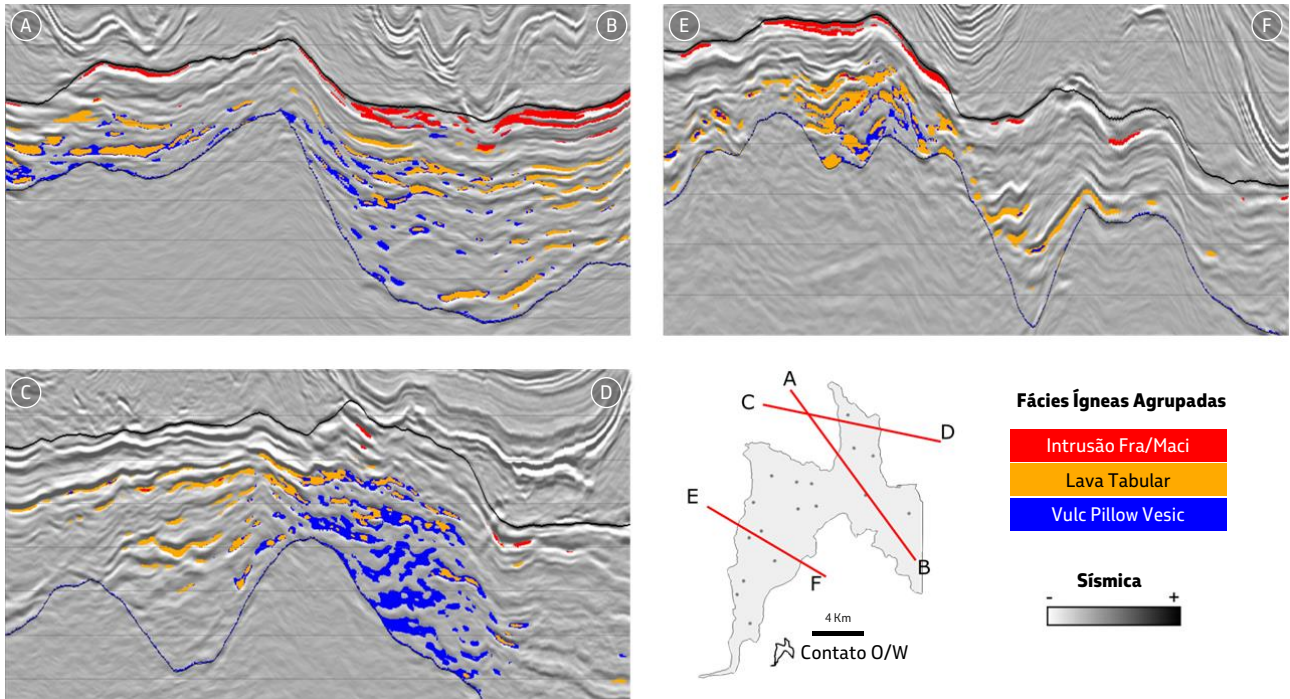 A
B
E
F
C
D
A
C
D
E
B
F
4 Km
Contato O/W
Fácies Ígneas Agrupadas
Intrusão Fra/Maci
Lava Tabular
Vulc Pillow Vesic
Sísmica
- +